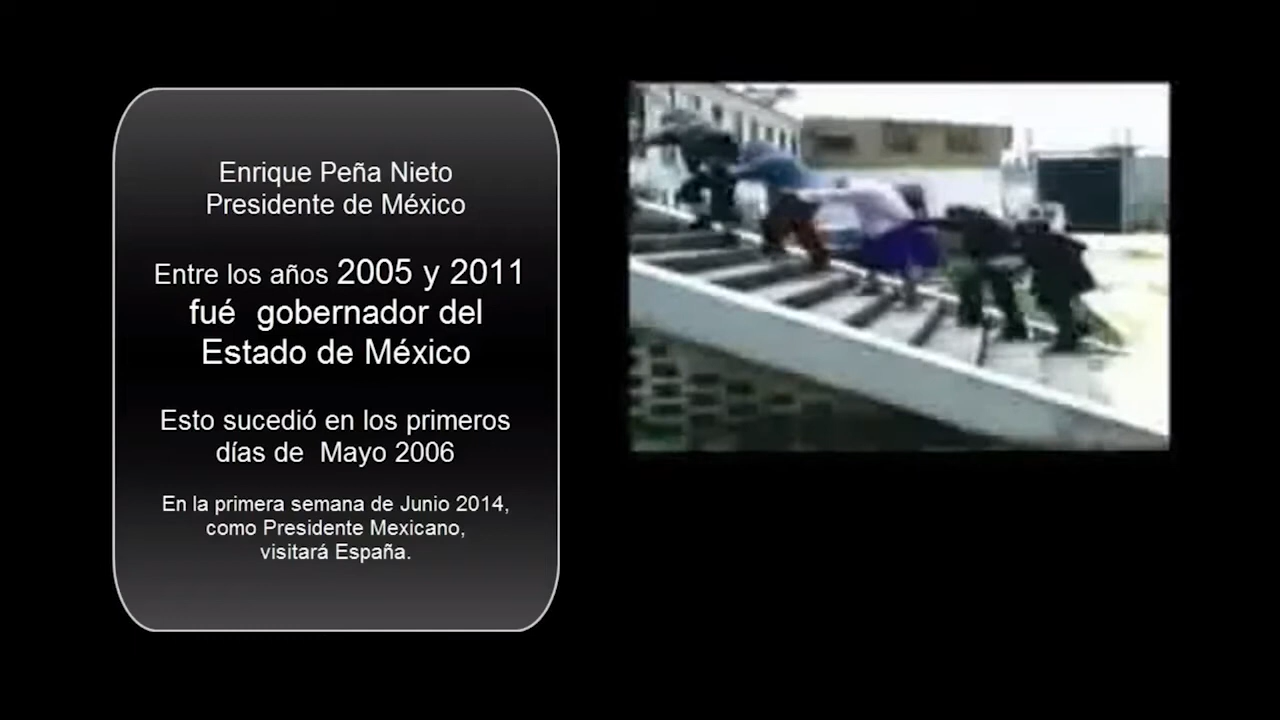 Enrique Peña Nieto
Presidente de México
Entre los años 2005 y 2011
fué gobernador del
Estado de México
Esto sucedió en los primeros
días de Mayo 2006
En la primera semana de Junio 2014,
como Presidente Mexicano,
visitará España.